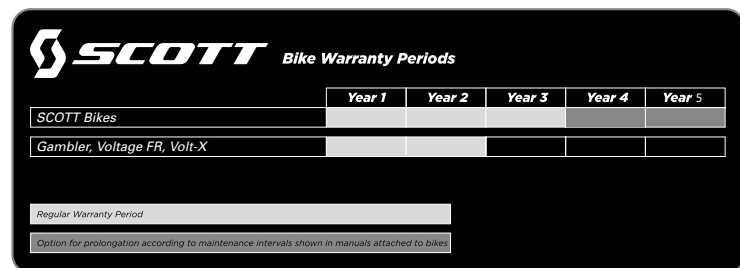 SCOTT Bike Warranty Periods
Year 1 Year 2 Year 3 Year 4 Year 5
SCOTT Bikes
Gambler, Voltage FR, Volt-X
Regular Warranty Period
Option for prolongation according to maintenance intervals shown in manuals attached to bikes